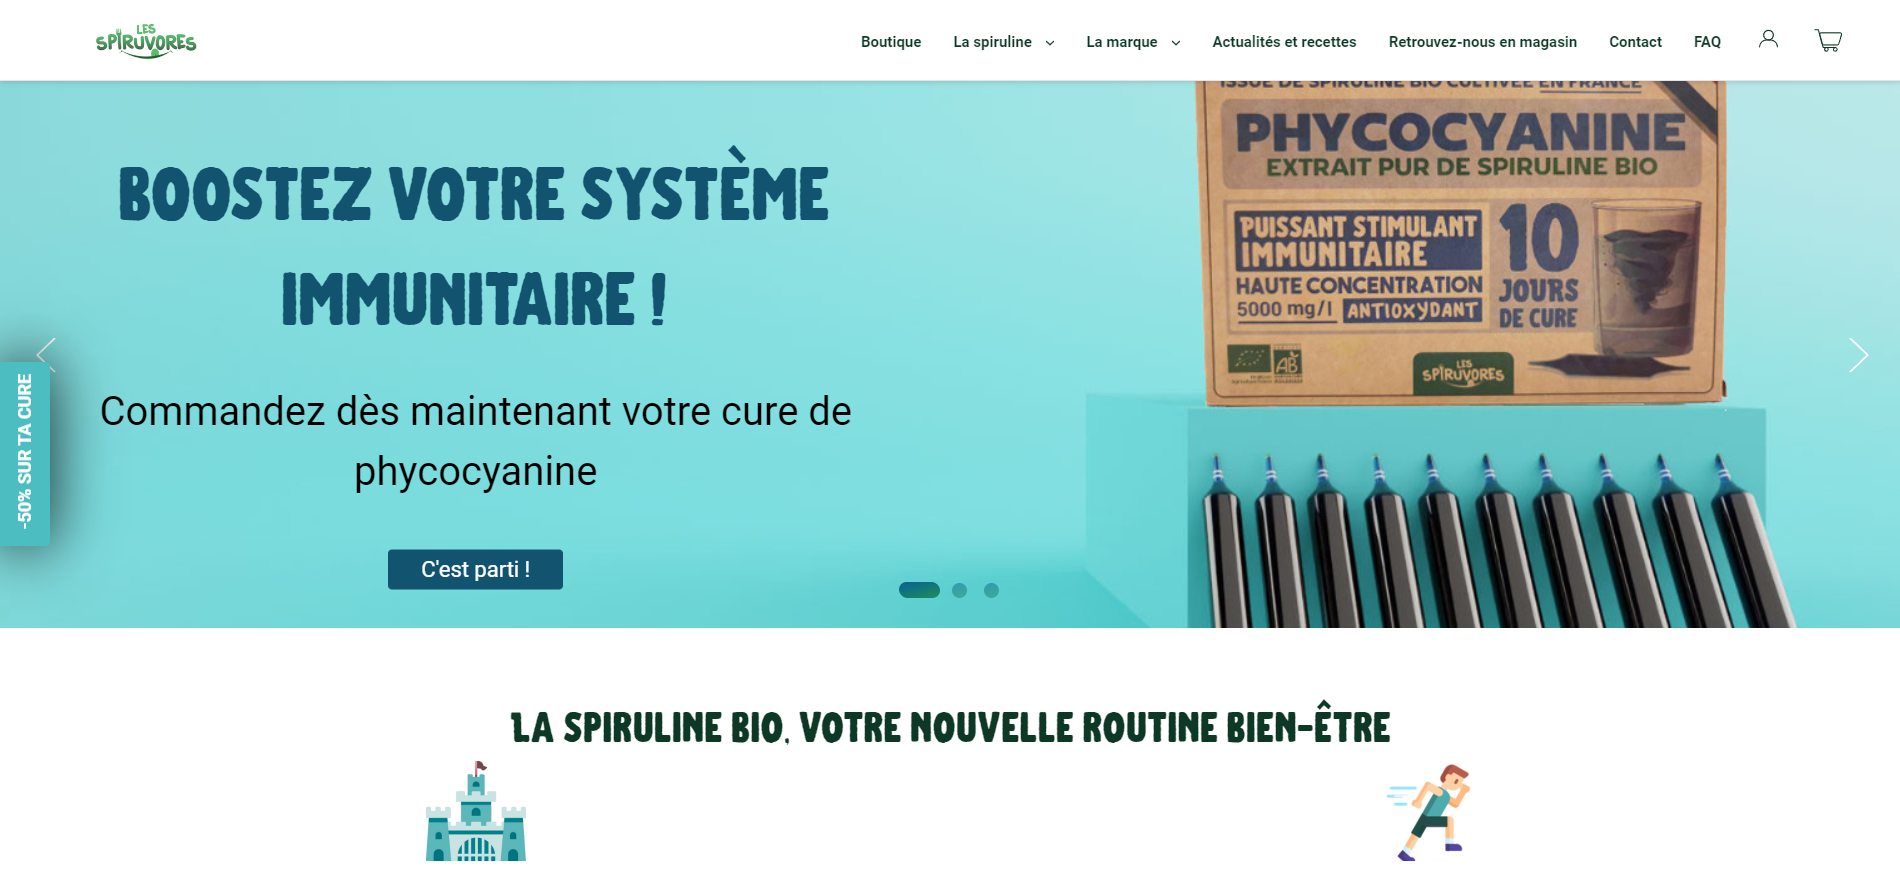 LES
SPIRUVORES
Boutique La spiruline La marque Actualités et recettes Retrouvez-nous en magasin Contact FAQ
BOOSTEZ VOTRE SYSTÈME
IMMUNITAIRE !
Commandez dès maintenant votre cure de
phycocyanine
C'est parti !
-50% SUR TA CURE
ISSUE DE SPIRULINE BIO CULTIVÉE EN FRANCE
PHYCOCYANINE
EXTRAIT PUR DE SPIRULINE BIO
PUISSANT STIMULANT
IMMUNITAIRE
HAUTE CONCENTRATION
5000 mg/l ANTIOXYDANT
10
JOURS
DE CURE
AB
LES
SPIRUVORES
LA SPIRULINE BIO, VOTRE NOUVELLE ROUTINE BIEN-ÊTRE